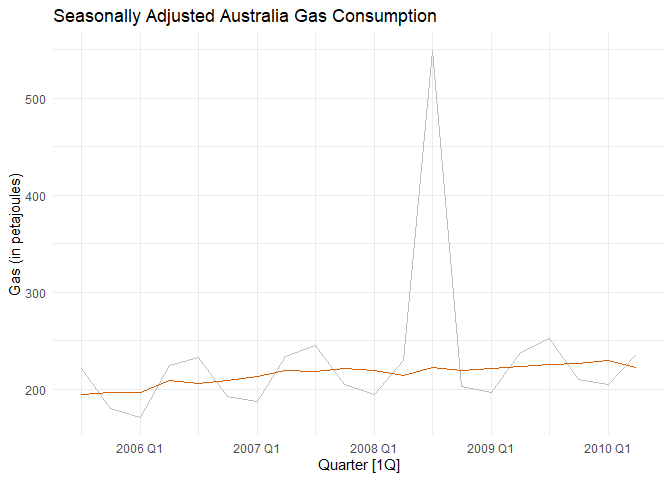 Seasonally Adjusted Australia Gas Consumption
500
400
300
200
Gas (in petajoules)
2006 Q1
2007 Q1
2008 Q1
2009 Q1
2010 Q1
Quarter [1Q]